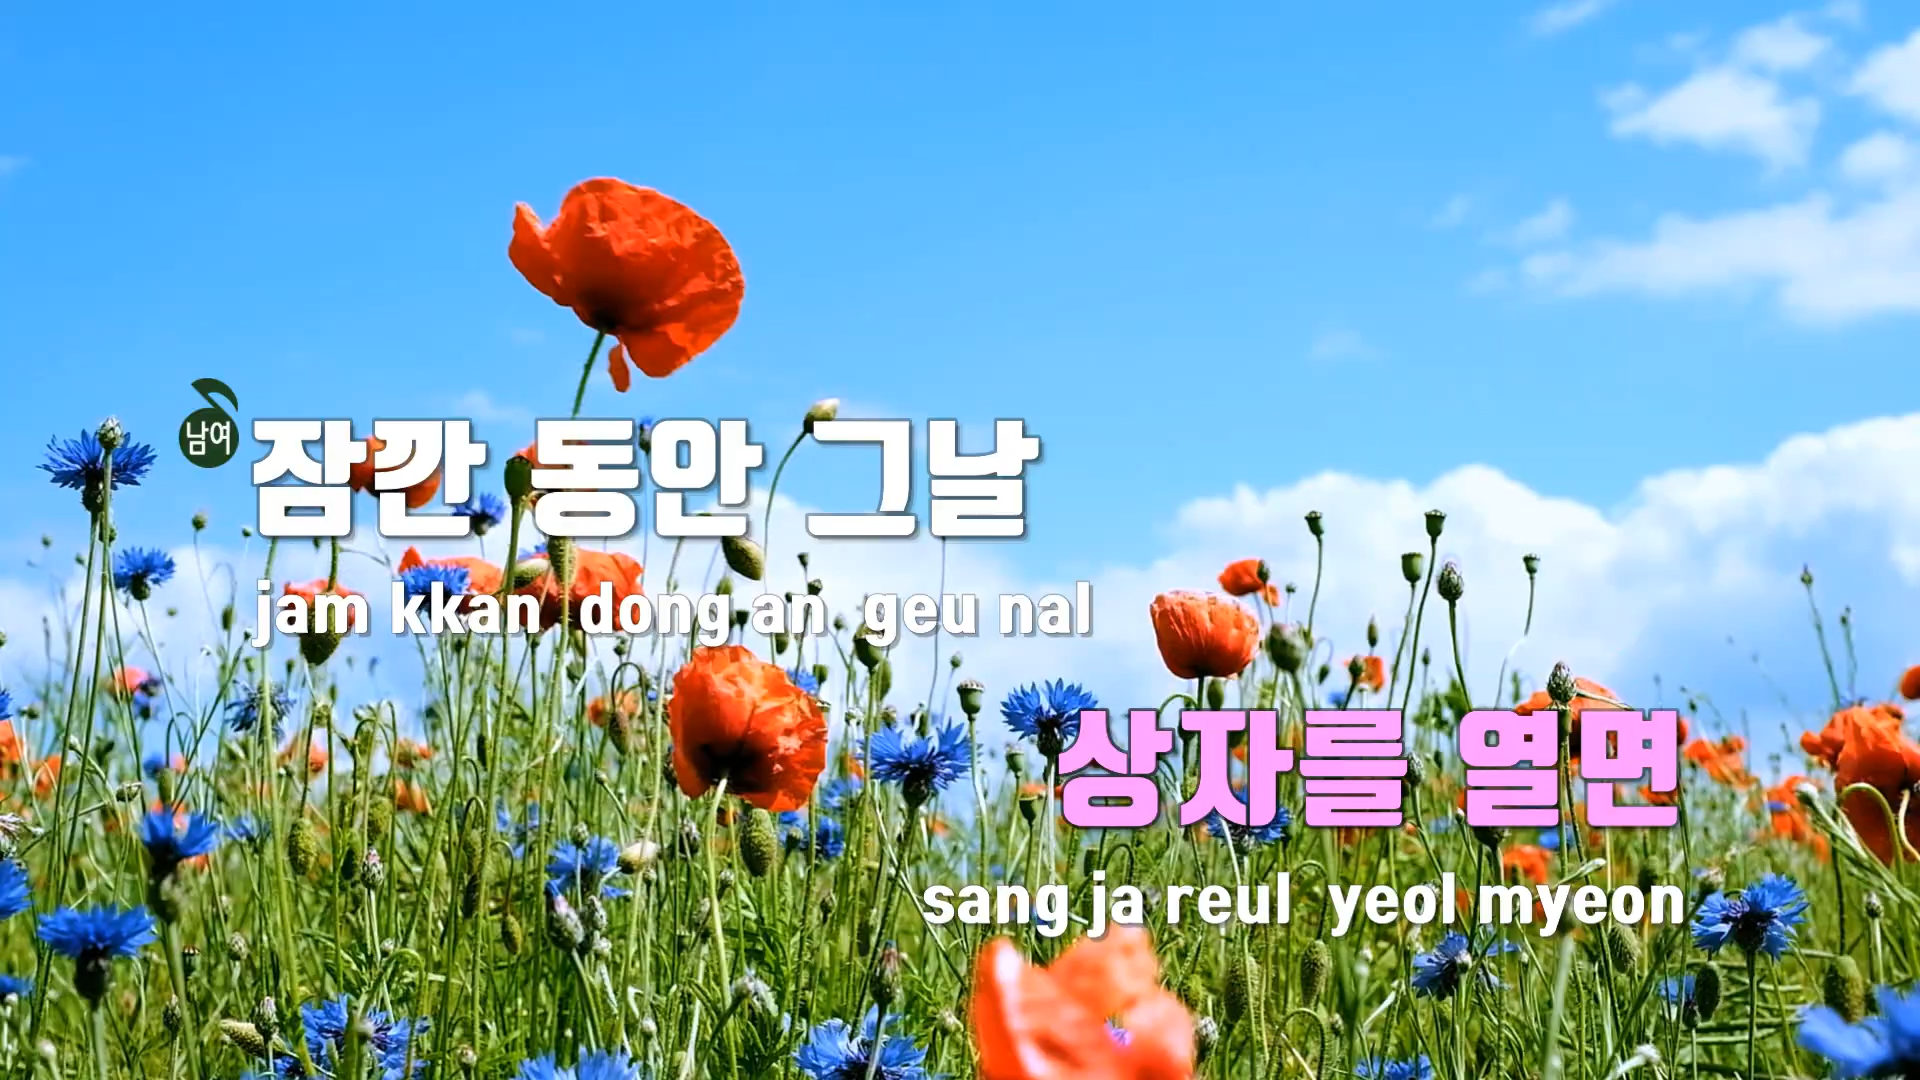 남여
잠깐 동안 그날
jam kkan dong an geu nal
상자를 열면
sang ja reul yeol myeon